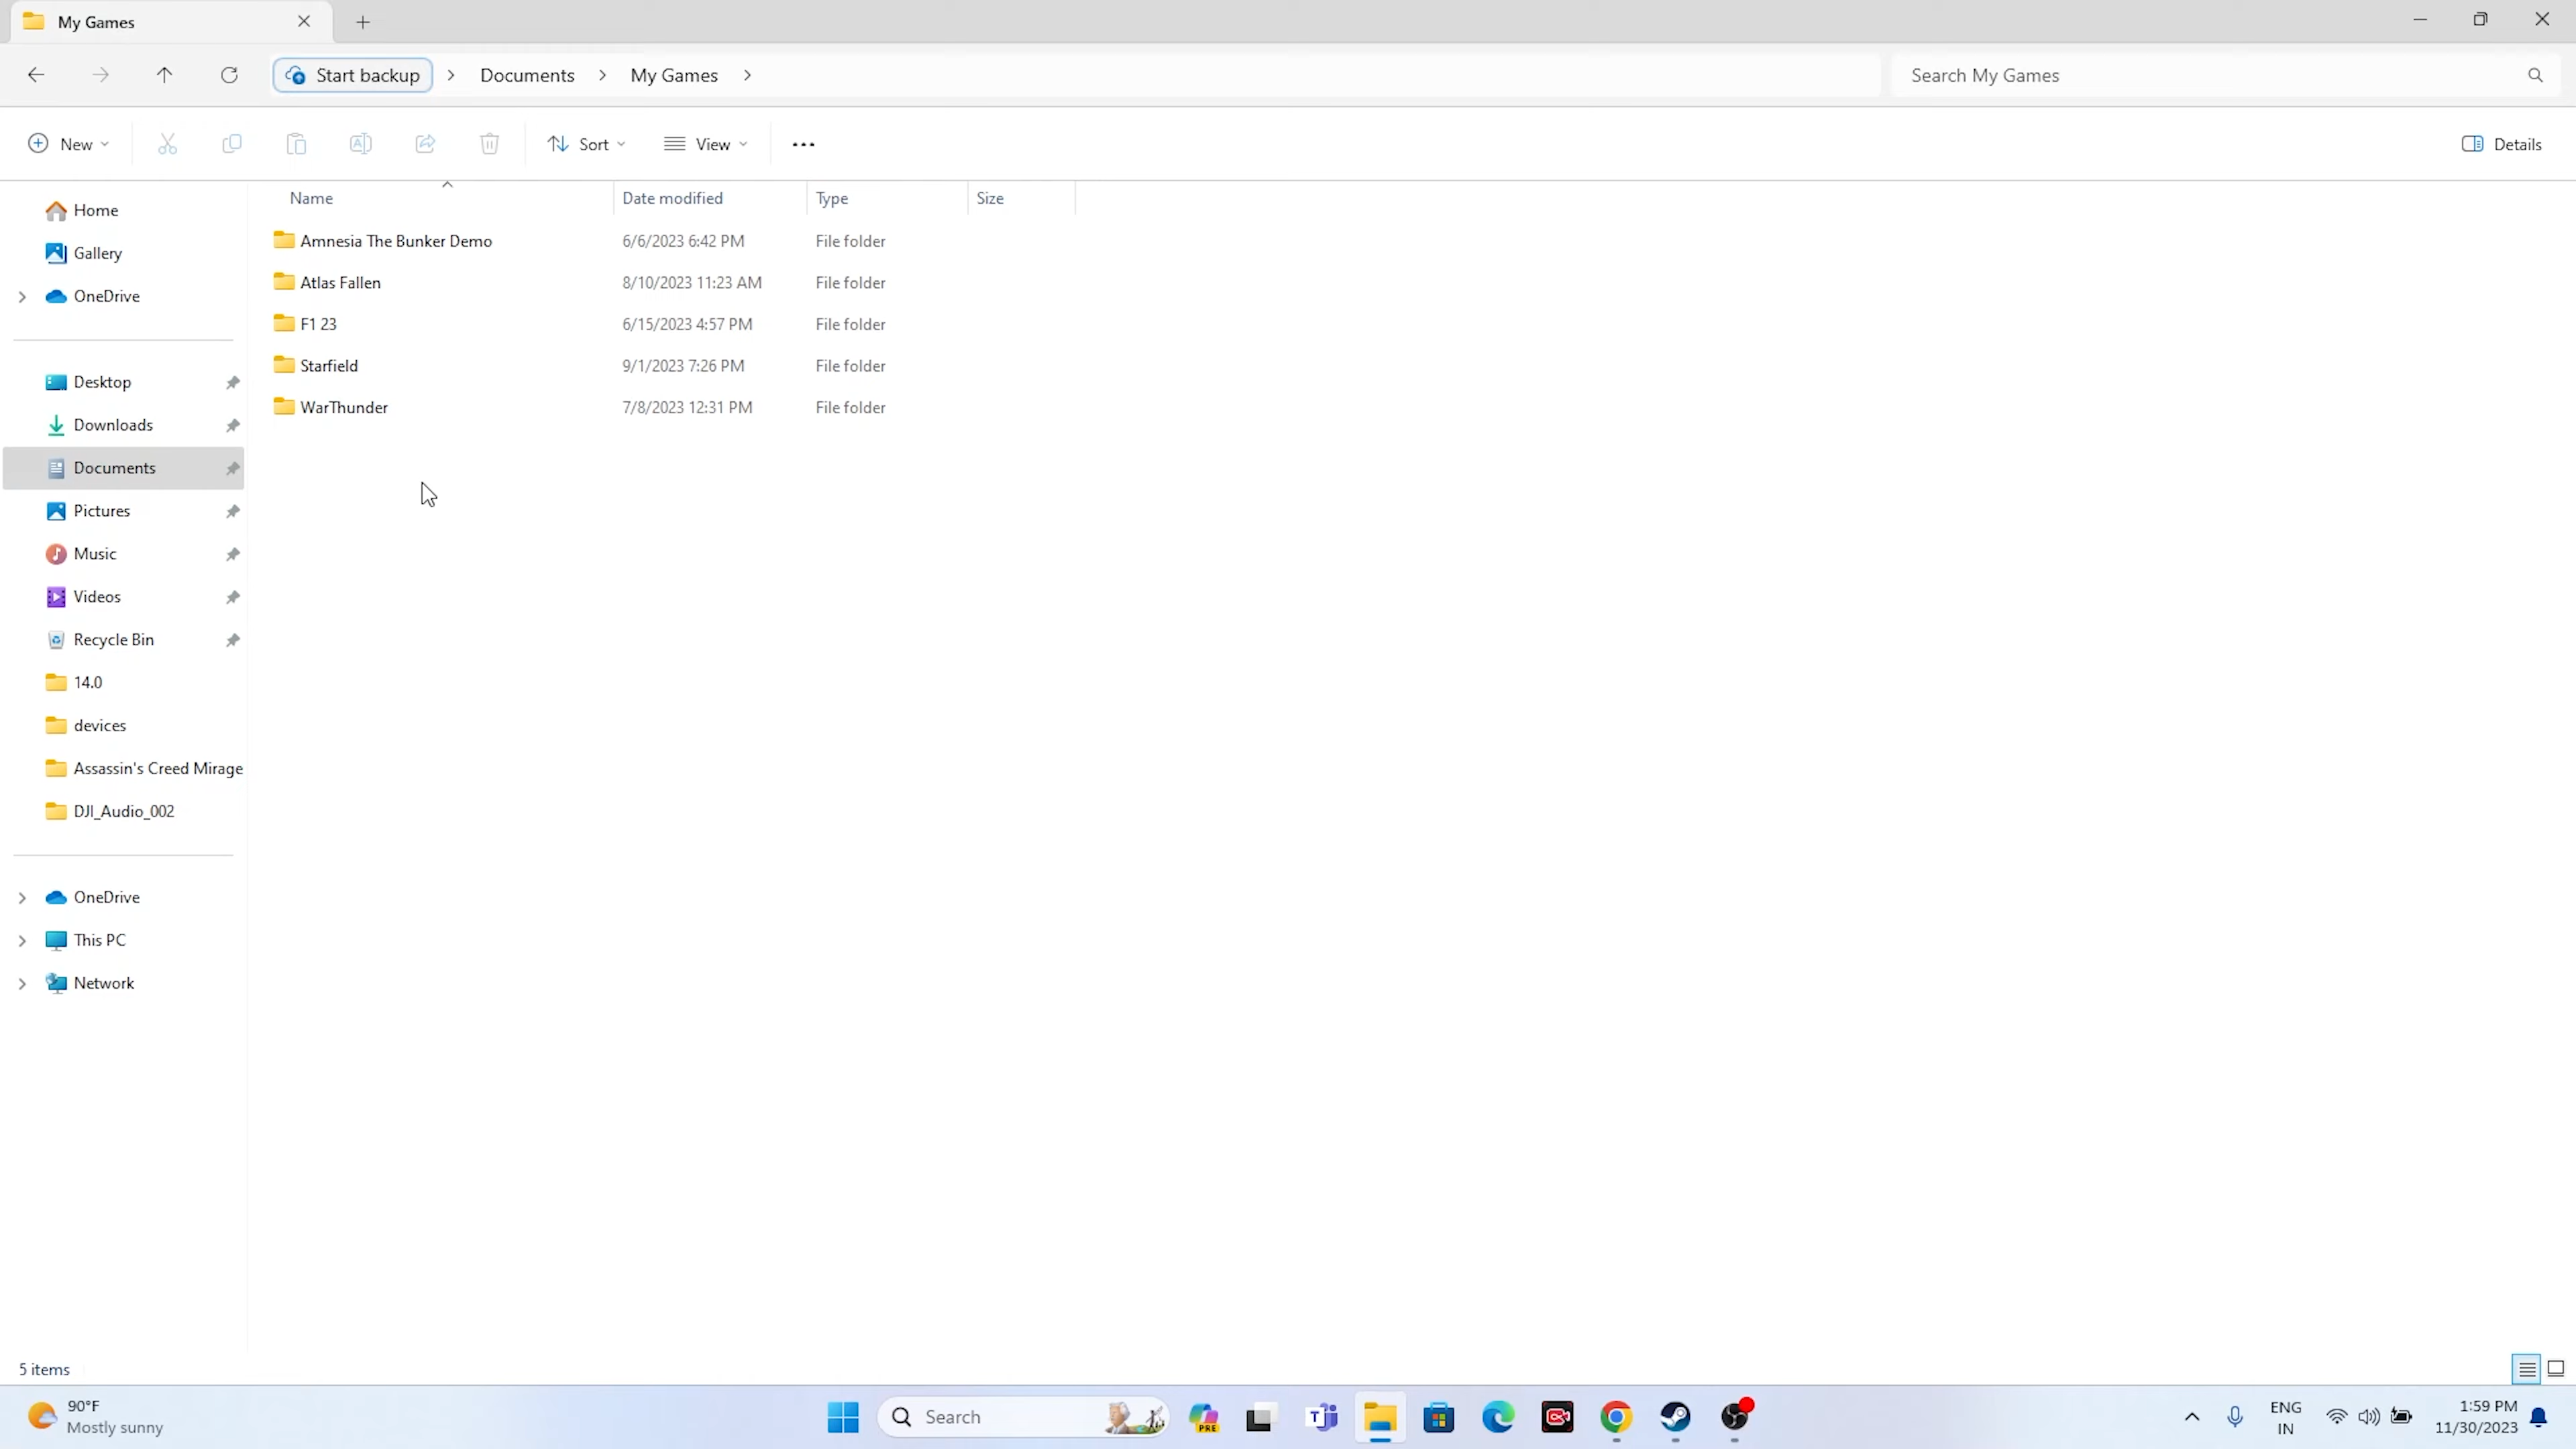 My Games
Start backup Documents My Games Search My Games
New Sort View Details
Name Date modified Type Size
Amnesia The Bunker Demo 6/6/2023 6:42 PM File folder
Atlas Fallen 8/10/2023 11:23 AM File folder
F1 23 6/15/2023 4:57 PM File folder
Starfield 9/1/2023 7:26 PM File folder
WarThunder 7/8/2023 12:31 PM File folder
Home
Gallery
OneDrive
Desktop
Downloads
Documents
Pictures
Music
Videos
Recycle Bin
14.0
devices
Assassin's Creed Mirage
DJI_Audio_002
OneDrive
This PC
Network
5 items
90°F
Mostly sunny
Search
PRE
ENG
IN
1:59 PM
11/30/2023